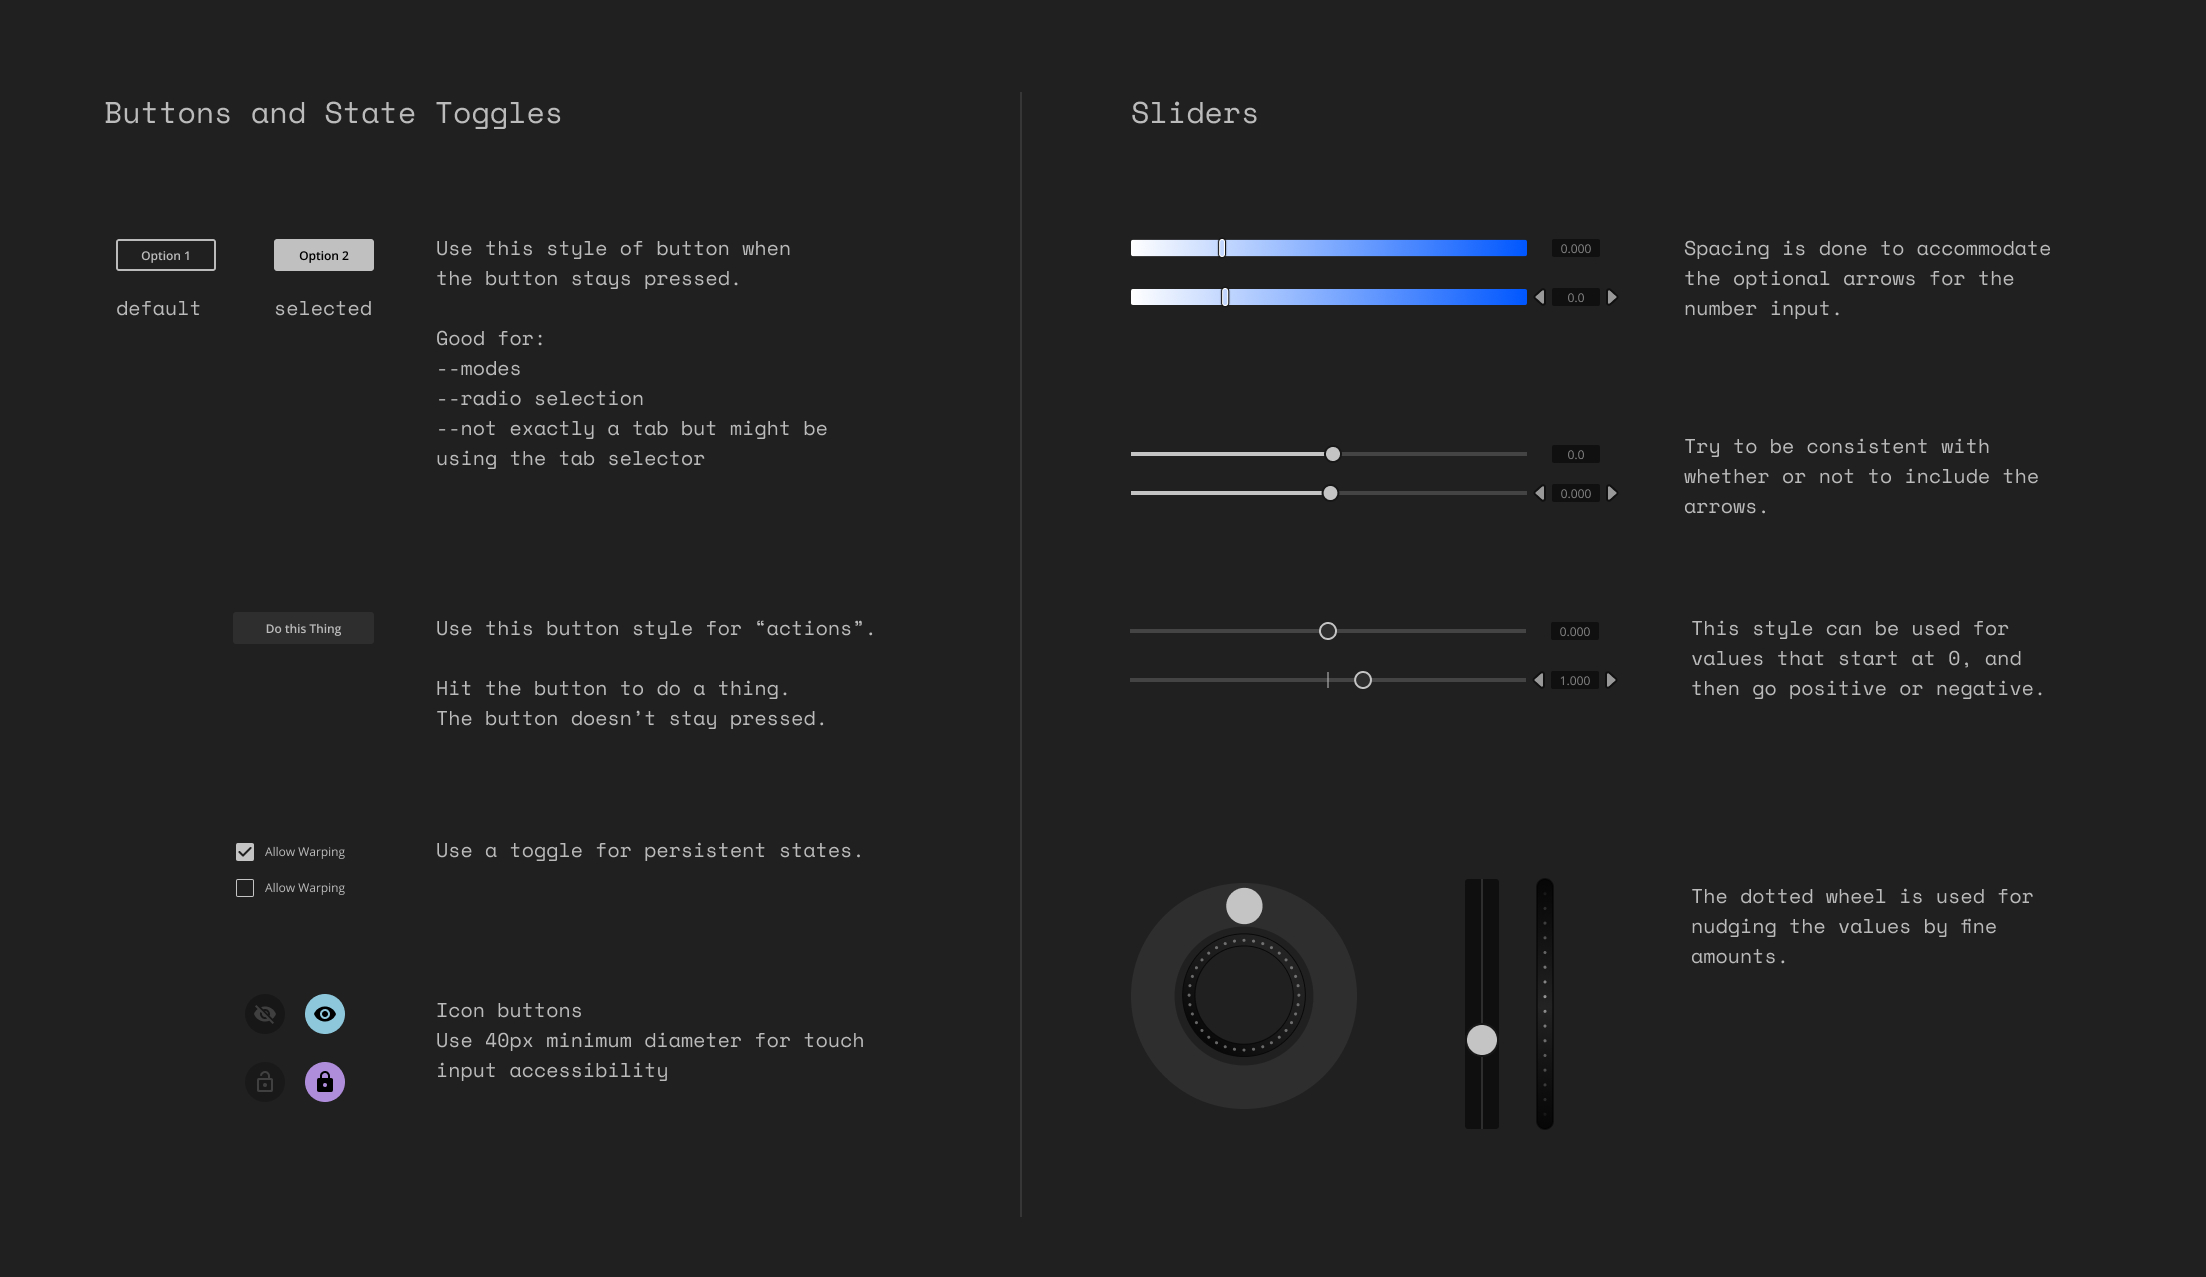 Buttons and State Toggles
Option 1
Option 2
default
selected
Use this style of button when
the button stays pressed.
Good for:
--modes
--radio selection
--not exactly a tab but might be
using the tab selector
Do this Thing
Use this button style for “actions”.
Hit the button to do a thing.
The button doesn’t stay pressed.
Allow Warping
Allow Warping
Use a toggle for persistent states.
Icon buttons
Use 40px minimum diameter for touch
input accessibility
Sliders
0.000
0.0
Spacing is done to accommodate
the optional arrows for the
number input.
0.0
0.000
Try to be consistent with
whether or not to include the
arrows.
0.000
1.000
This style can be used for
values that start at 0, and
then go positive or negative.
The dotted wheel is used for
nudging the values by fine
amounts.